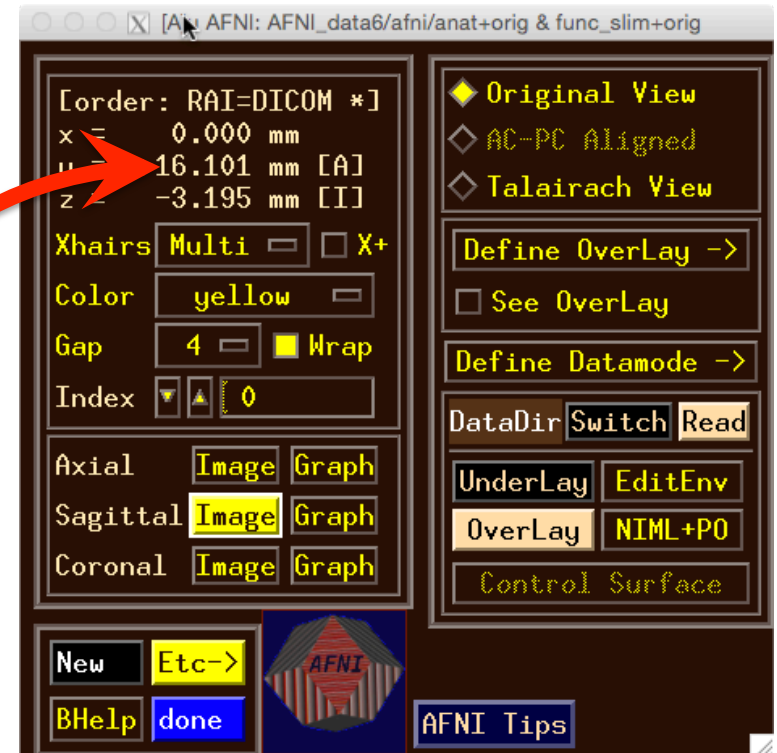 [A] AFNI: AFNI_data6/afni/anat+orig & func_slim+orig
[order: RAI=DICOM *]
x = 0.000 mm
16.101 mm [A]
z = -3.195 mm [I]
Xhairs Multi X+
Color yellow
Gap 4 Wrap
Index 0
Axial Image Graph
Sagittal Image Graph
Coronal Image Graph
New Etc->
BHelp done
AFNI
Original View
AC-PC Aligned
Talairach View
Define OverLay ->
See OverLay
Define Datamode ->
DataDir Switch Read
UnderLay EditEnv
OverLay NIML+PO
Control Surface
AFNI Tips